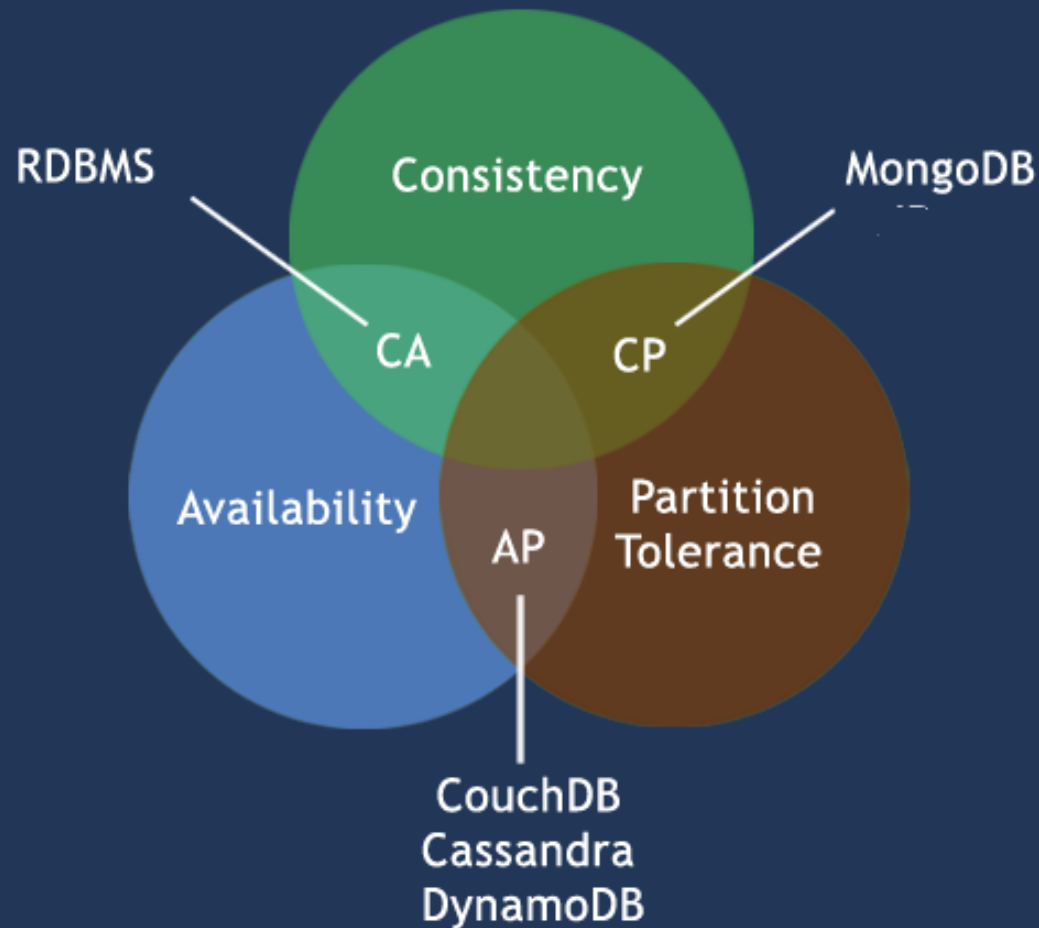 Consistency
RDBMS
MongoDB
CA
CP
Availability
Partition
Tolerance
AP
CouchDB
Cassandra
DynamoDB